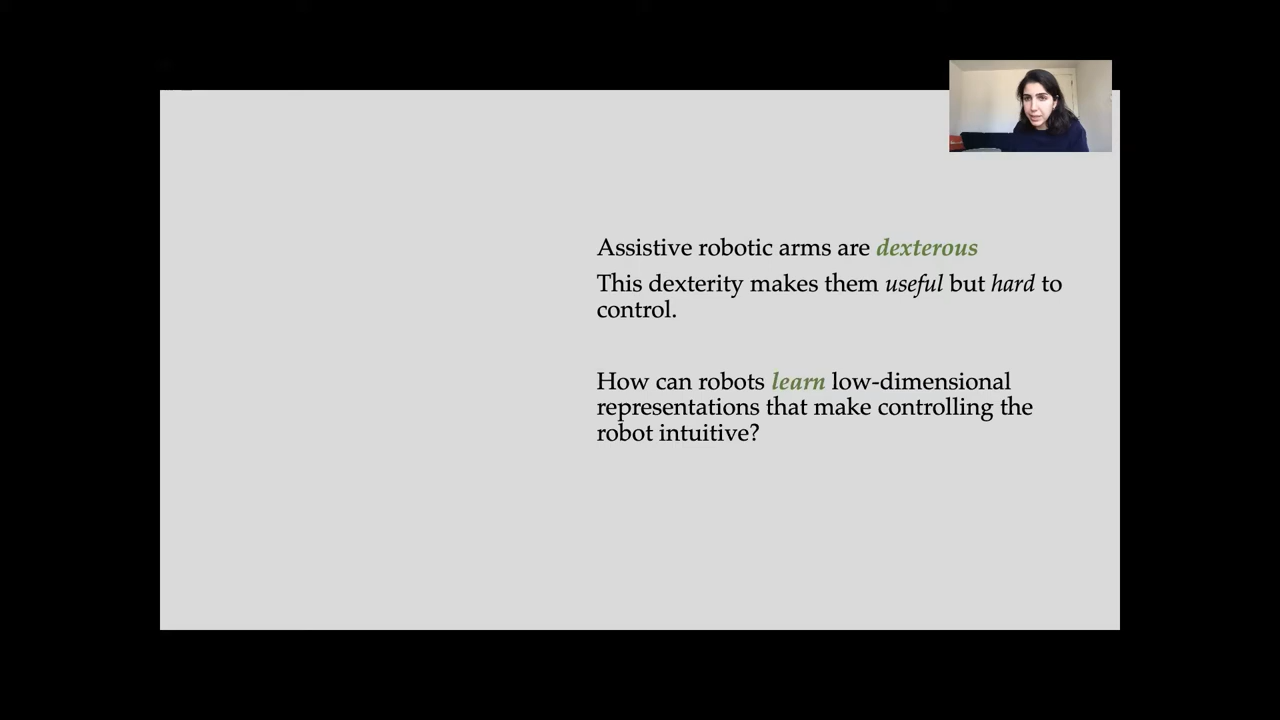 Assistive robotic arms are dexterous
This dexterity makes them useful but hard to
control.
How can robots learn low-dimensional
representations that make controlling the
robot intuitive?